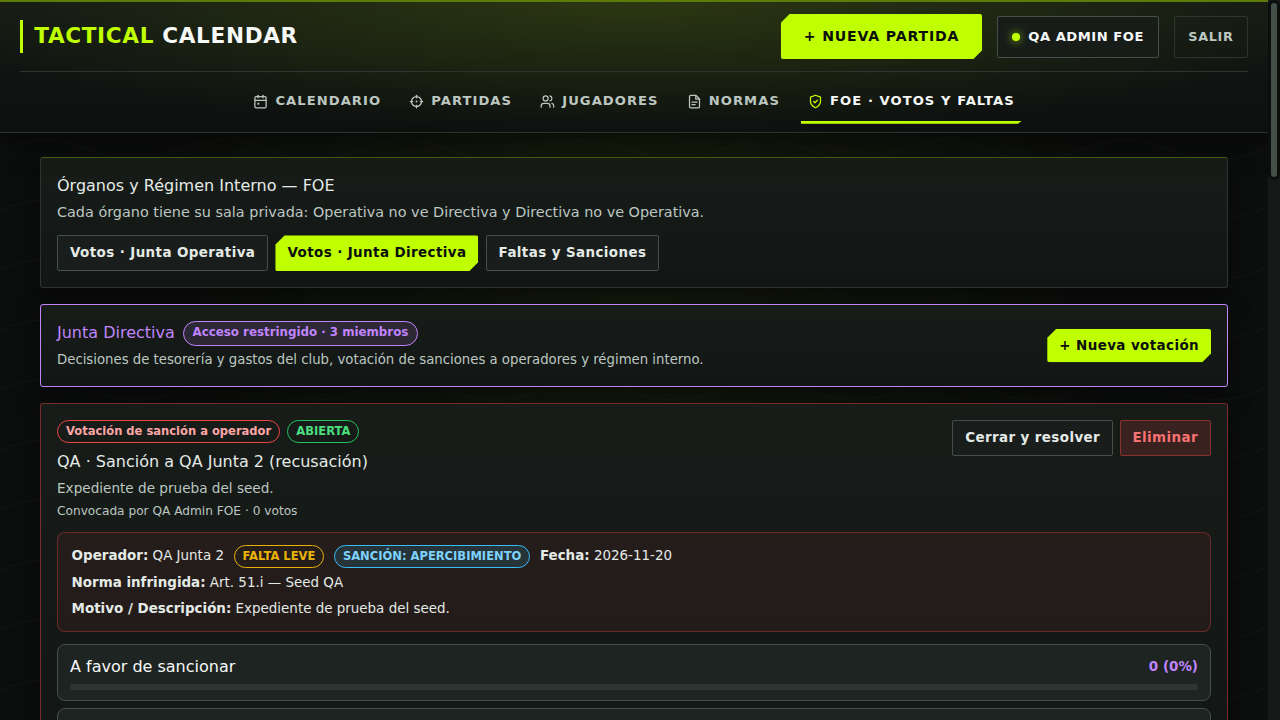 TACTICAL CALENDAR
+ NUEVA PARTIDA
QA ADMIN FOE
SALIR
CALENDARIO
PARTIDAS
JUGADORES
NORMAS
FOE · VOTOS Y FALTAS
Órganos y Régimen Interno — FOE
Cada órgano tiene su sala privada: Operativa no ve Directiva y Directiva no ve Operativa.
Votos · Junta Operativa
Votos · Junta Directiva
Faltas y Sanciones
Junta Directiva
Acceso restringido · 3 miembros
Decisiones de tesorería y gastos del club, votación de sanciones a operadores y régimen interno.
+ Nueva votación
Votación de sanción a operador
ABIERTA
Cerrar y resolver
Eliminar
QA · Sanción a QA Junta 2 (recusación)
Expediente de prueba del seed.
Convocada por QA Admin FOE · 0 votos
Operador: QA Junta 2 FALTA LEVE SANCIÓN: APERCIBIMIENTO Fecha: 2026-11-20
Norma infringida: Art. 51.i — Seed QA
Motivo / Descripción: Expediente de prueba del seed.
A favor de sancionar
0 (0%)